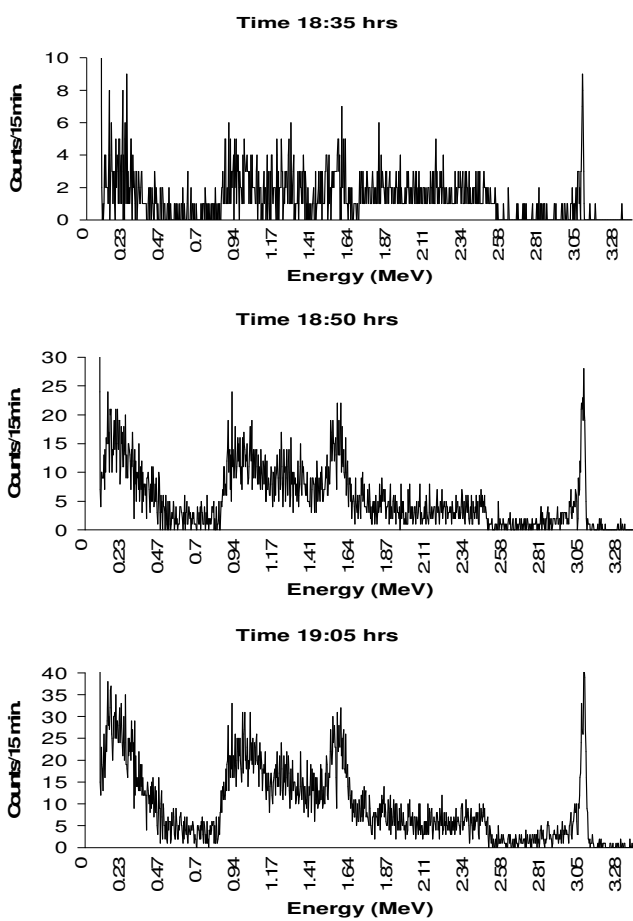 Time 18:35 hrs
Counts/15min.
10
8
6
4
2
0
0 0.23 0.47 0.7 0.94 1.17 1.41 1.64 1.87 2.11 2.34 2.58 2.81 3.05 3.28
Energy (MeV)
Time 18:50 hrs
Counts/15min.
30
25
20
15
10
5
0
0 0.23 0.47 0.7 0.94 1.17 1.41 1.64 1.87 2.11 2.34 2.58 2.81 3.05 3.28
Energy (MeV)
Time 19:05 hrs
Counts/15 min.
40
35
30
25
20
15
10
5
0
0 0.23 0.47 0.7 0.94 1.17 1.41 1.64 1.87 2.11 2.34 2.58 2.81 3.05 3.28
Energy (MeV)